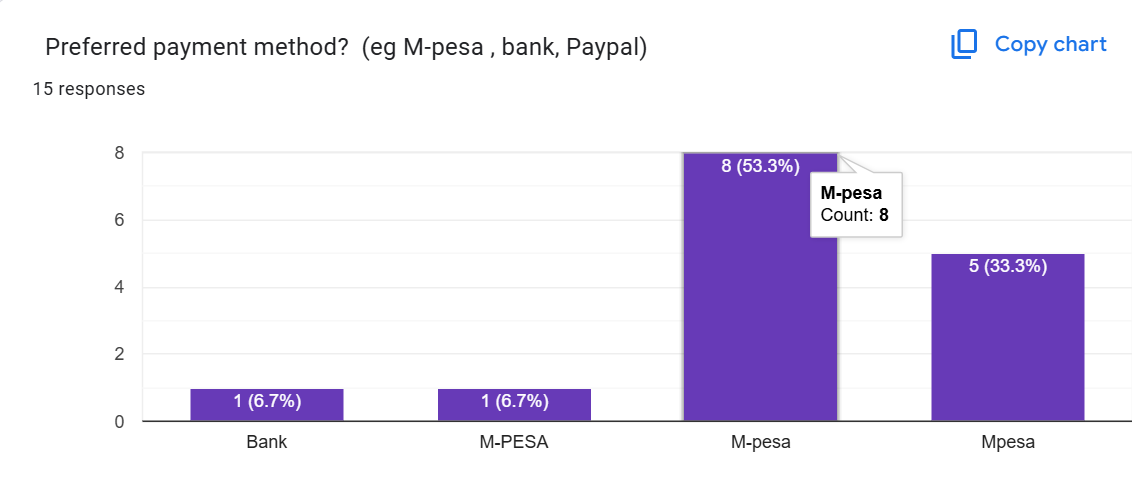 Preferred payment method?  (eg M-pesa , bank, Paypal)
Copy chart
15 responses
8
6
4
2
0
8 (53.3%)
M-pesa
Count: 8
5 (33.3%)
1 (6.7%)
1 (6.7%)
Bank
M-PESA
M-pesa
Mpesa